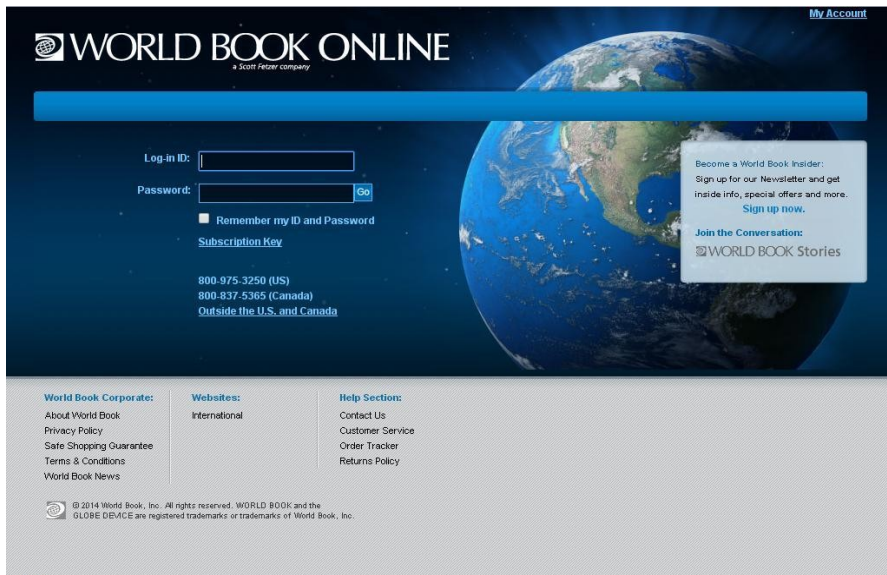 My Account
WORLD BOOK ONLINE
a Scott Fetzer company
Log-in ID:
Password:
Go
Remember my ID and Password
Subscription Key
800-975-3250 (US)
800-837-5365 (Canada)
Outside the U.S. and Canada
Become a World Book Insider:
Sign up for our Newsletter and get
inside info, special offers and more.
Sign up now.
Join the Conversation:
WORLD BOOK Stories
World Book Corporate:
About World Book
Privacy Policy
Safe Shopping Guarantee
Terms & Conditions
World Book News
Websites:
International
Help Section:
Contact Us
Customer Service
Order Tracker
Returns Policy
© 2014 World Book, Inc. All rights reserved. WORLD BOOK and the
GLOBE DEVICE are registered trademarks or trademarks of World Book, Inc.